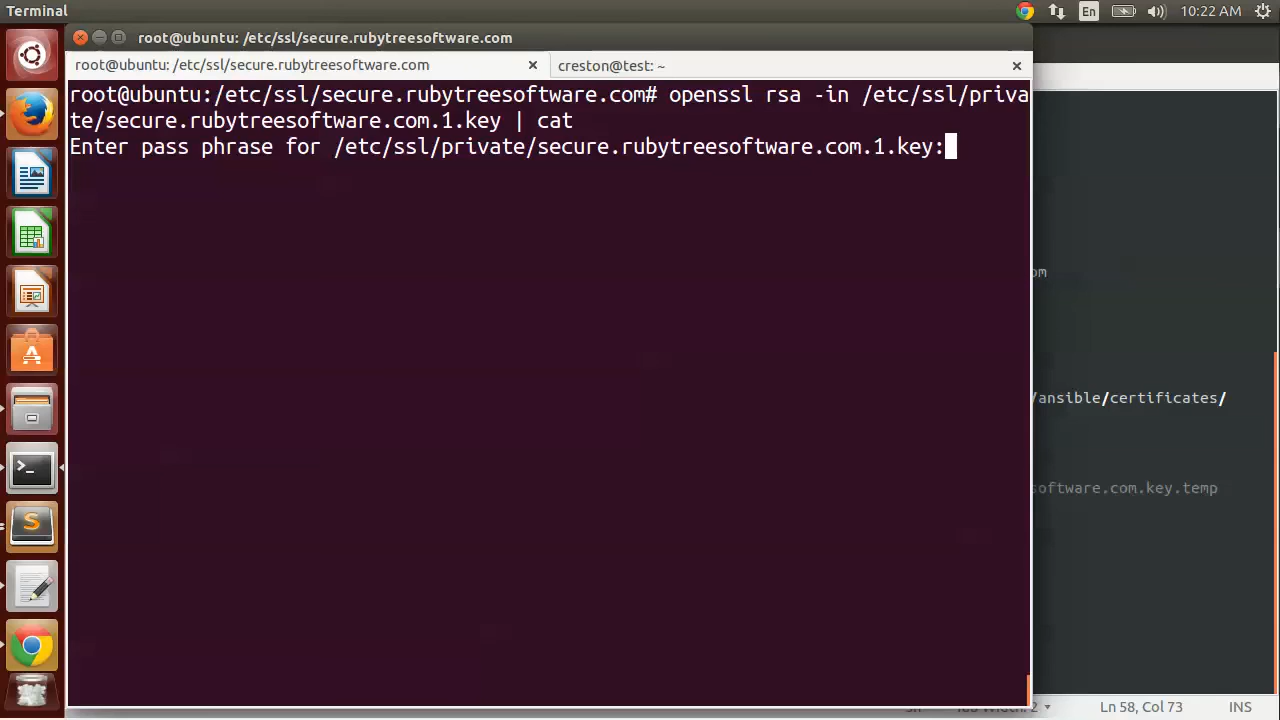 Terminal
En
10:22 AM
root@ubuntu: /etc/ssl/secure.rubytreesoftware.com
root@ubuntu: /etc/ssl/secure.rubytreesoftware.com
creston@test: ~
root@ubuntu:/etc/ssl/secure.rubytreesoftware.com# openssl rsa -in /etc/ssl/priva
te/secure.rubytreesoftware.com.1.key | cat
Enter pass phrase for /etc/ssl/private/secure.rubytreesoftware.com.1.key:
om
/ansible/certificates/
software.com.key.temp
Ln 58, Col 73
INS